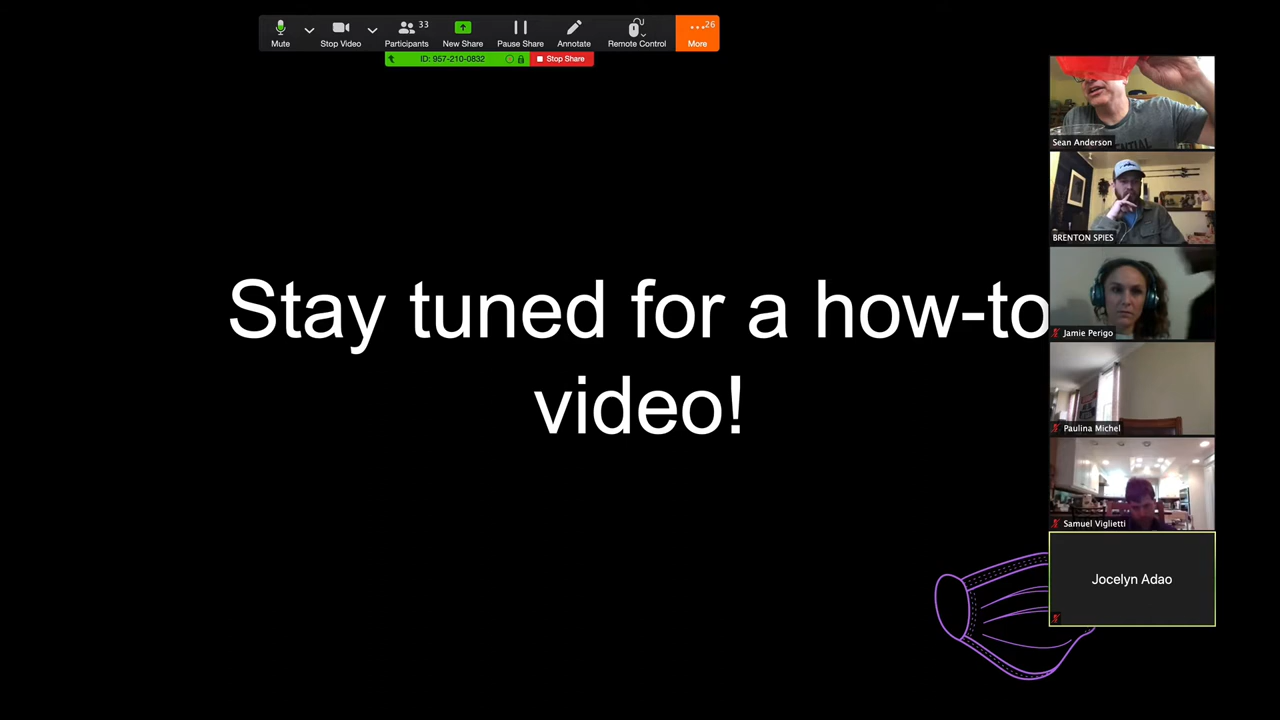 33
26
Mute
Stop Video
Participants
New Share
Pause Share
Annotate
Remote Control
More
ID: 957-210-0832
Stop Share
Sean Anderson
BRENTON SPIES
Jamie Perigo
Stay tuned for a how-to
video!
Paulina Michel
Samuel Viglietti
Jocelyn Adao